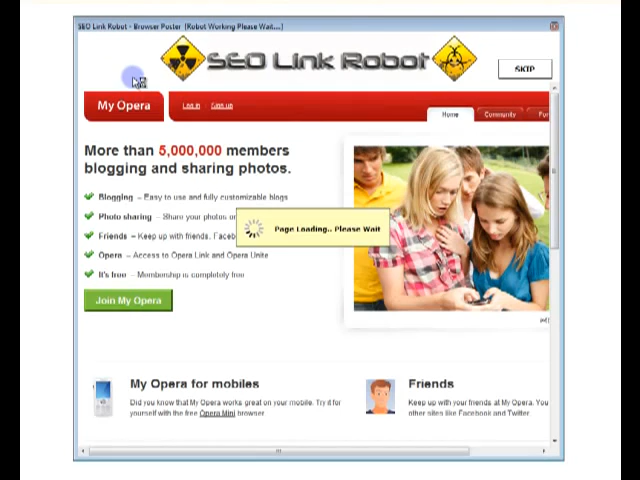 SEO Link Robot - Browser Poster [Robot Working Please Wait...]
SEO Link Robot
SKIP
My Opera
Log in
Sign up
Home
Community
For
More than 5,000,000 members
blogging and sharing photos.
Blogging – Easy to use and fully customizable blogs
Photo sharing – Share your photos or
Friends – Keep up with friends, Faceb
Opera – Access to Opera Link and Opera Unite
It's free – Membership is completely free
Page Loading.. Please Wait
Join My Opera
My Opera for mobiles
Did you know that My Opera works great on your mobile. Try it for
yourself with the free Opera Mini browser.
Friends
Keep up with your friends at My Opera. You
other sites like Facebook and Twitter.